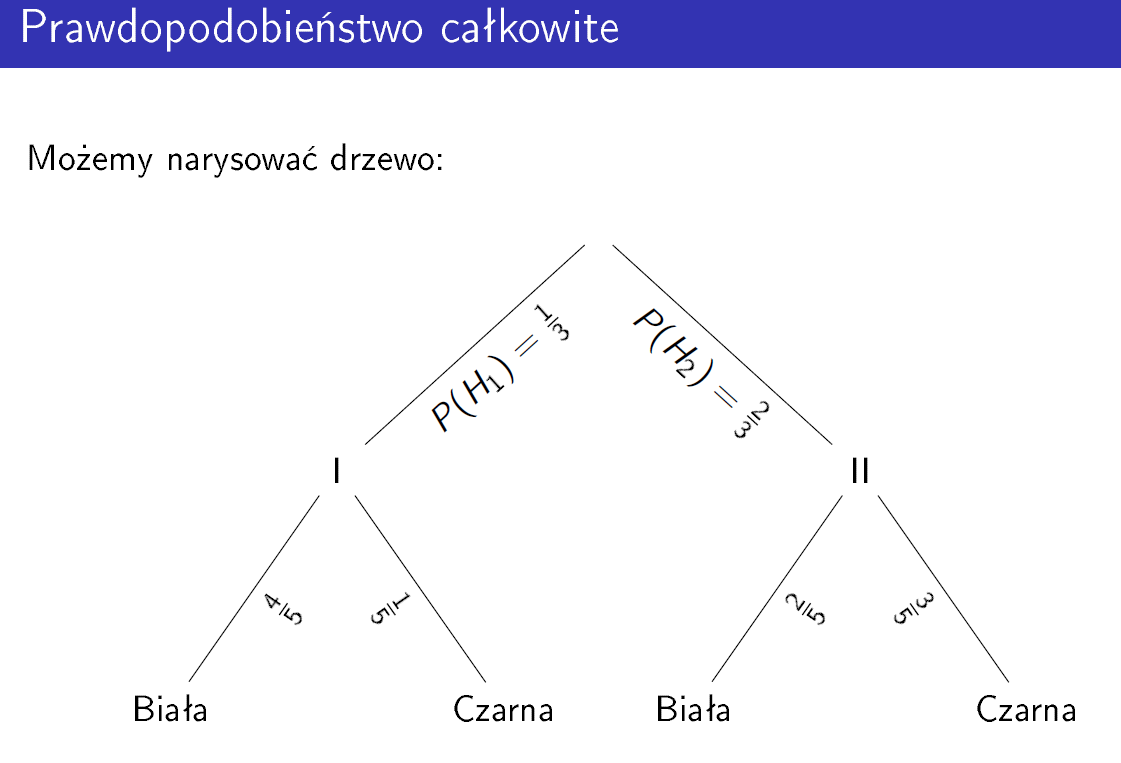 Prawdopodobieństwo całkowite
Możemy narysować drzewo:
P(H₁) = 1/3
P(H₂) = 2/3
I
II
4/5
1/5
2/5
3/5
Biała
Czarna
Biała
Czarna